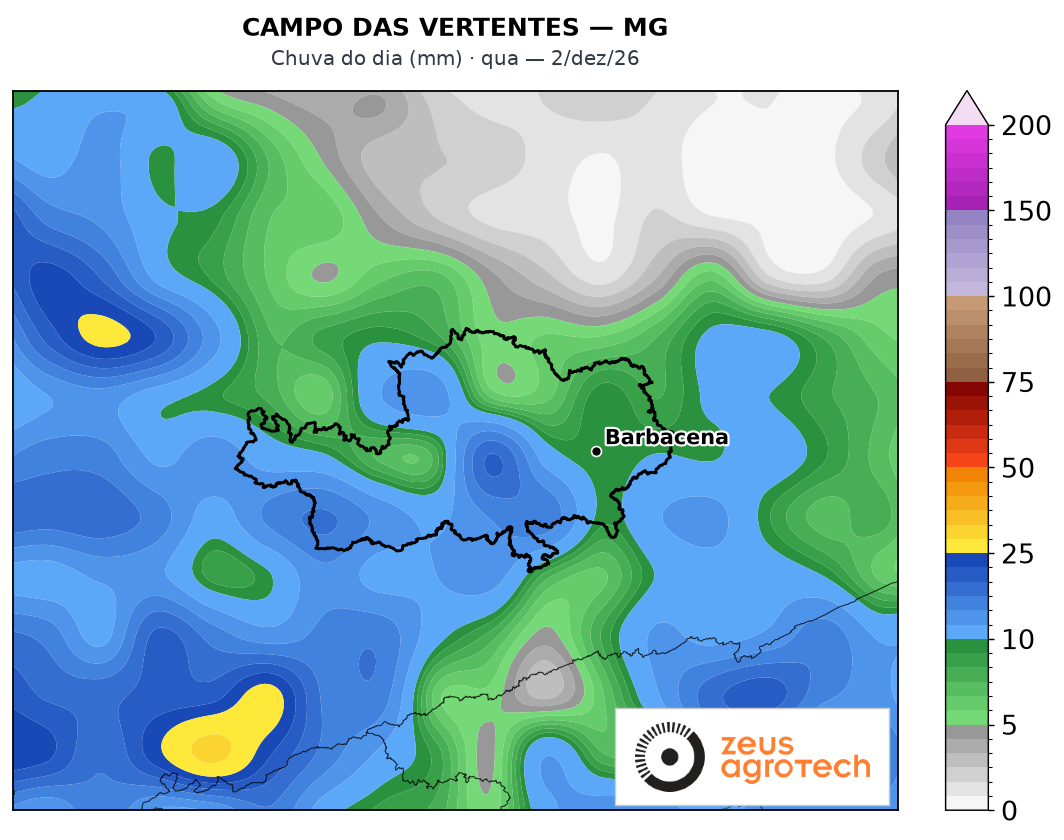 CAMPO DAS VERTENTES — MG
Chuva do dia (mm) · qua — 2/dez/26
200
150
100
75
50
25
10
5
0
Barbacena
zeus
agrotech